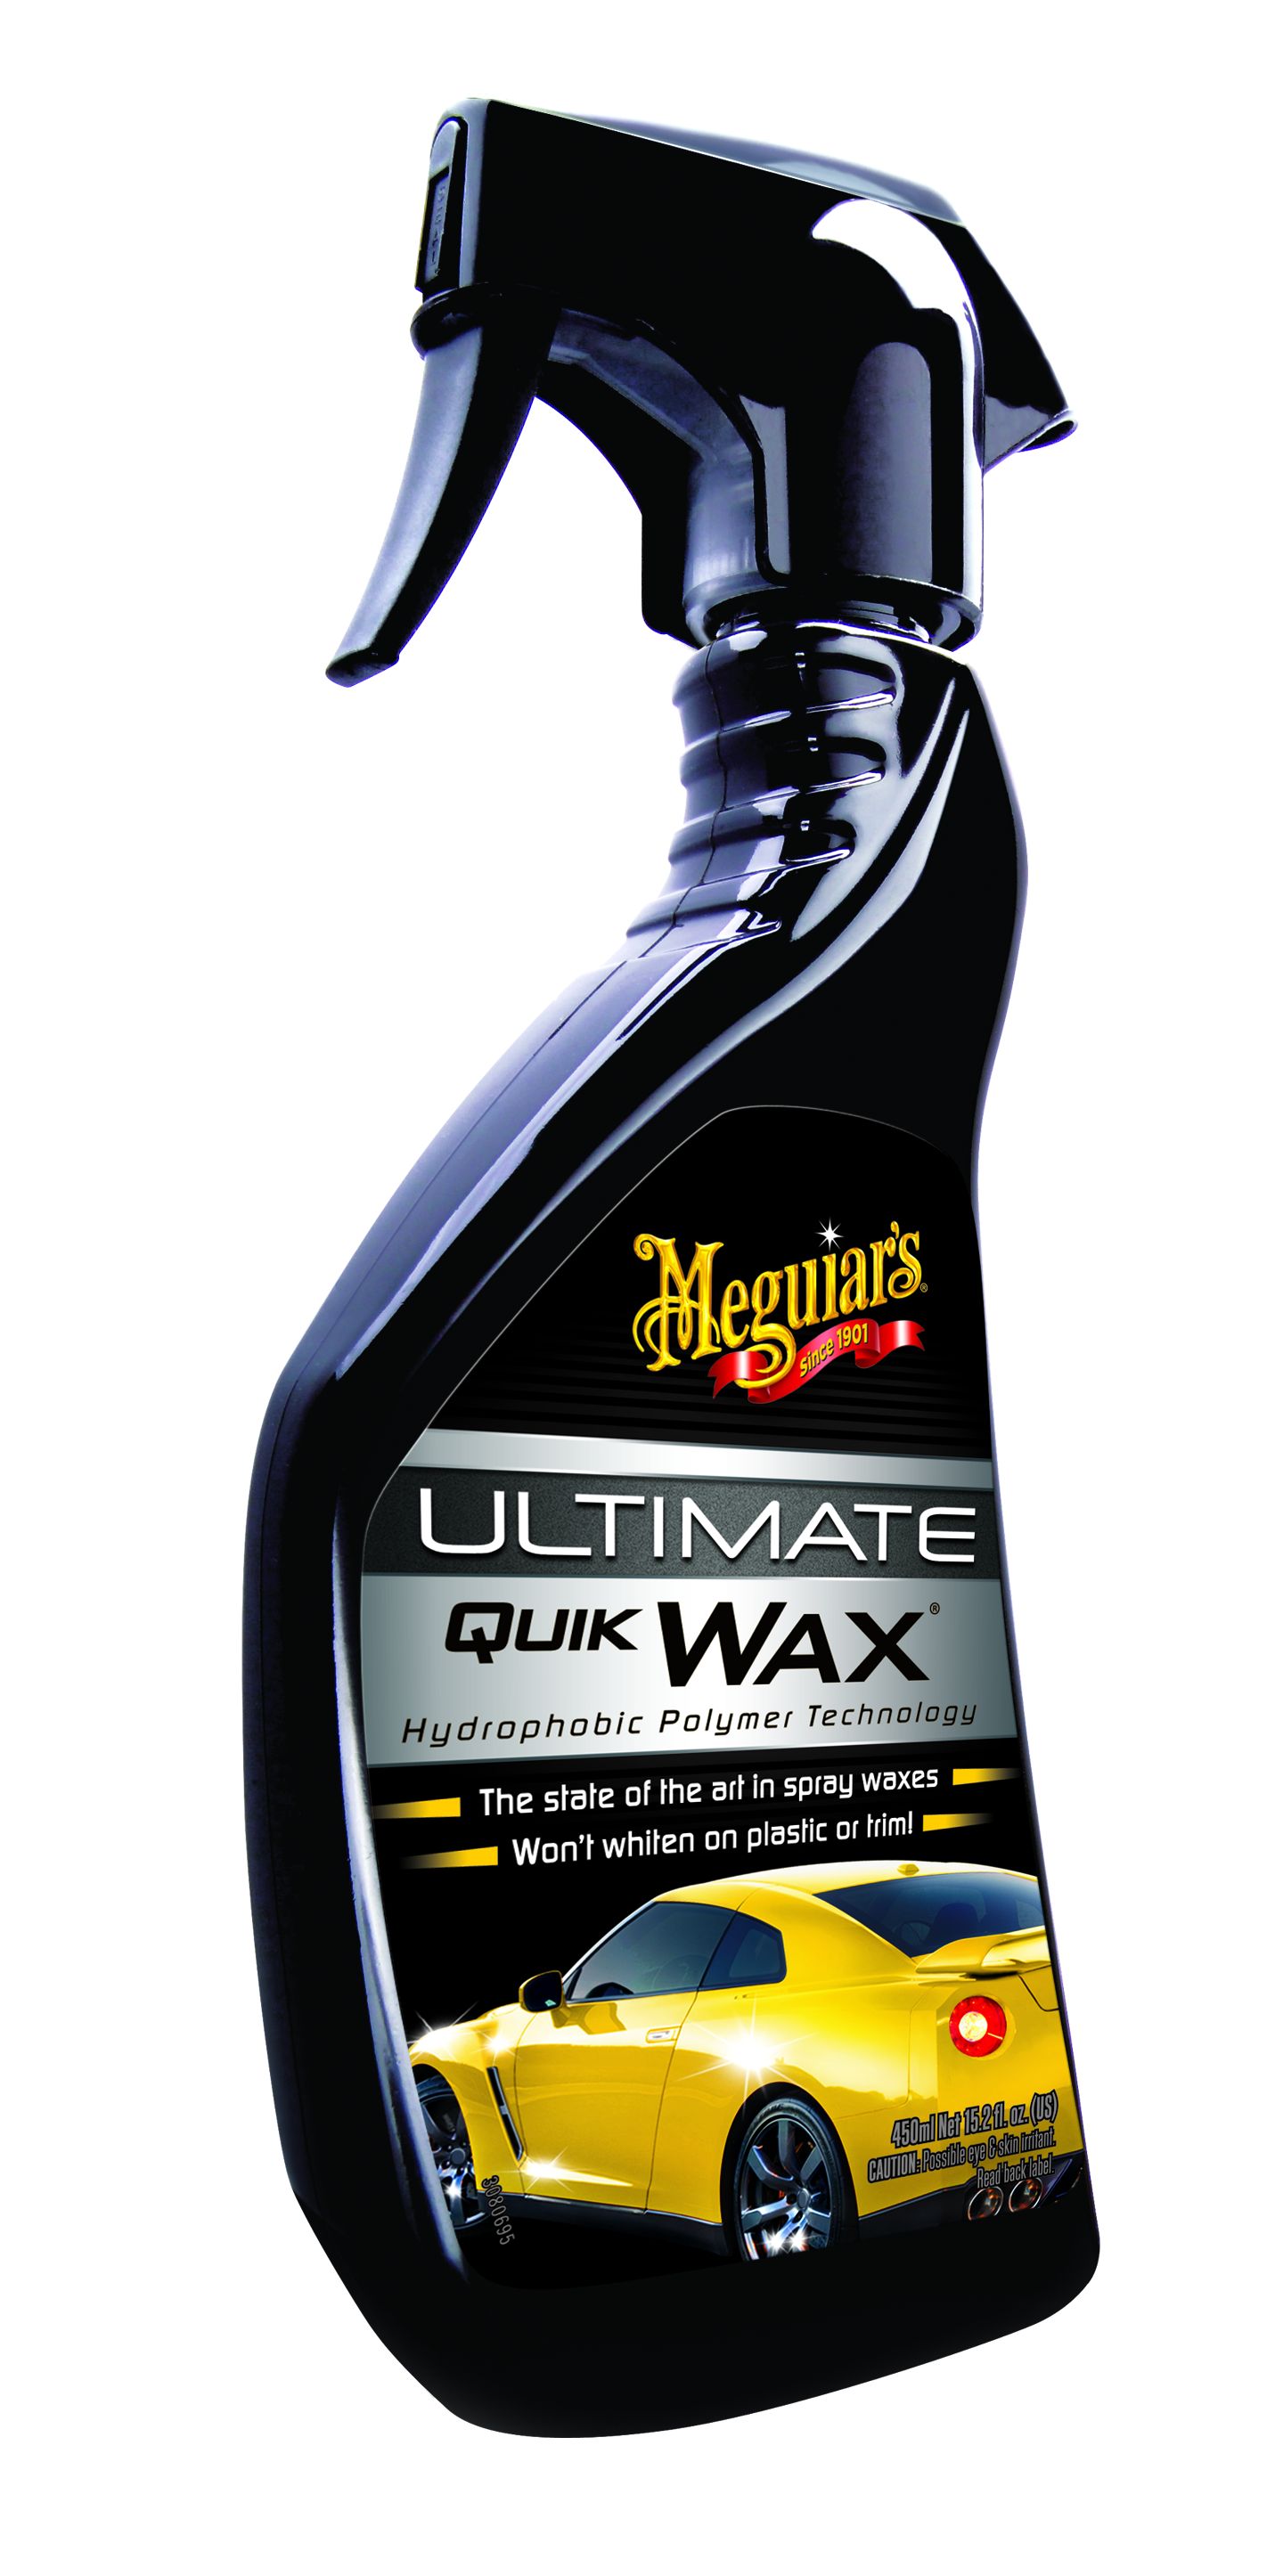 Meguiar's®
since 1901
ULTIMATE
QUIK WAX®
Hydrophobic Polymer Technology
The state of the art in spray waxes
Won't whiten on plastic or trim!
450ml Net 15.2 fl. oz. (US)
CAUTION: Possible eye & skin irritant.
Read back label.
3080695